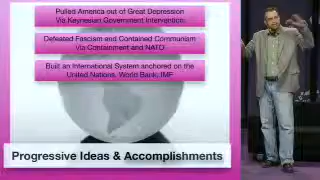 Pulled America out of Great Depression
Via Keynesian Government Intervention.
Defeated Fascism and Contained Communism
via Containment and NATO
Built an International System anchored on the
United Nations, World Bank, IMF
Progressive Ideas & Accomplishments